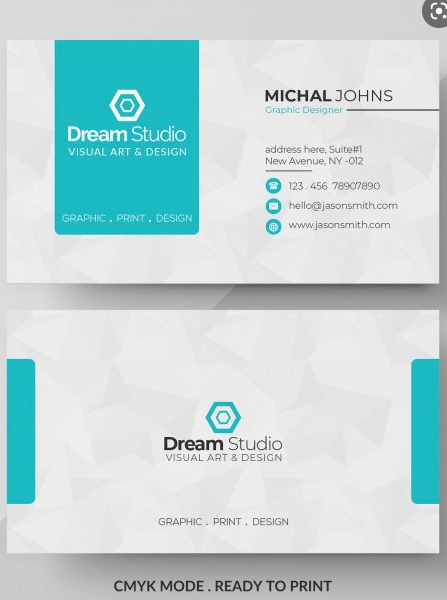 Dream Studio
VISUAL ART & DESIGN
GRAPHIC . PRINT . DESIGN
MICHAL JOHNS
Graphic Designer
address here, Suite#1
New Avenue, NY -012
123 . 456 78907890
hello@jasonsmith.com
www.jasonsmith.com
Dream Studio
VISUAL ART & DESIGN
GRAPHIC . PRINT . DESIGN
CMYK MODE . READY TO PRINT